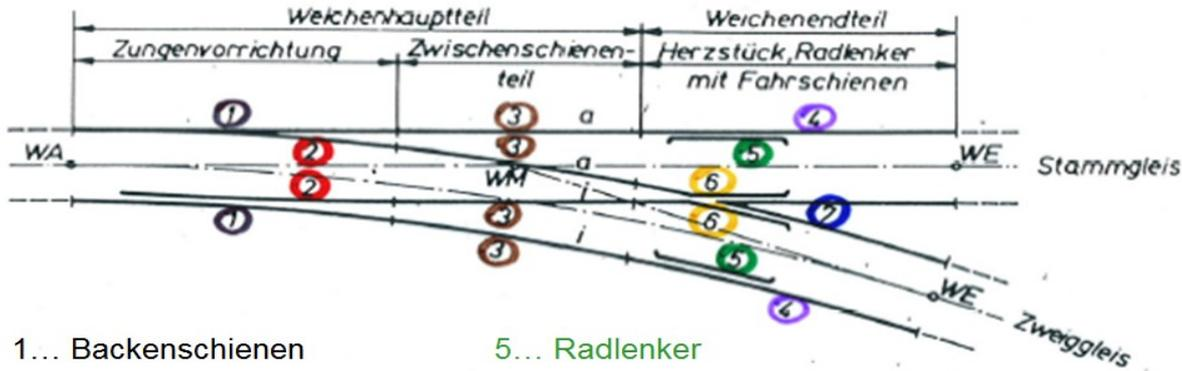 Weichenhauptteil Weichenendteil
Zungenvorrichtung Zwischenschienen- Herzstück, Radlenker
teil mit Fahrschienen
1 3 a 4
WA 2 3 a 5 WE Stammgleis
2 WM i 6
1 3 6 7
3 i 5
4 WE Zweiggleis
1... Backenschienen 5... Radlenker